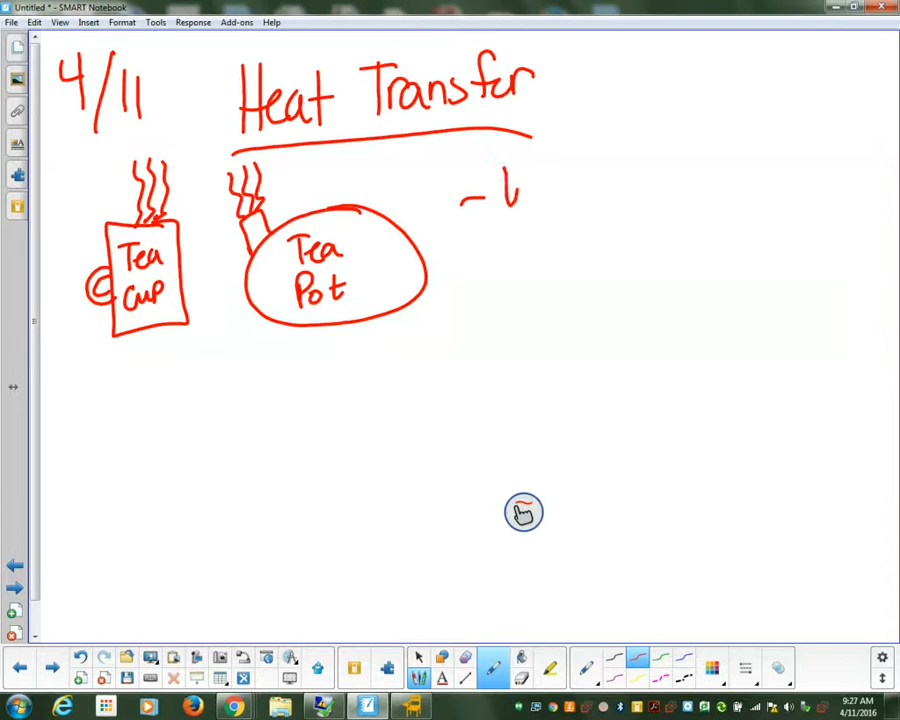 Untitled * - SMART Notebook
File Edit View Insert Format Tools Response Add-ons Help
4/11 Heat Transfer
Tea
Cup
Tea
Pot
-
9:27 AM
4/11/2016